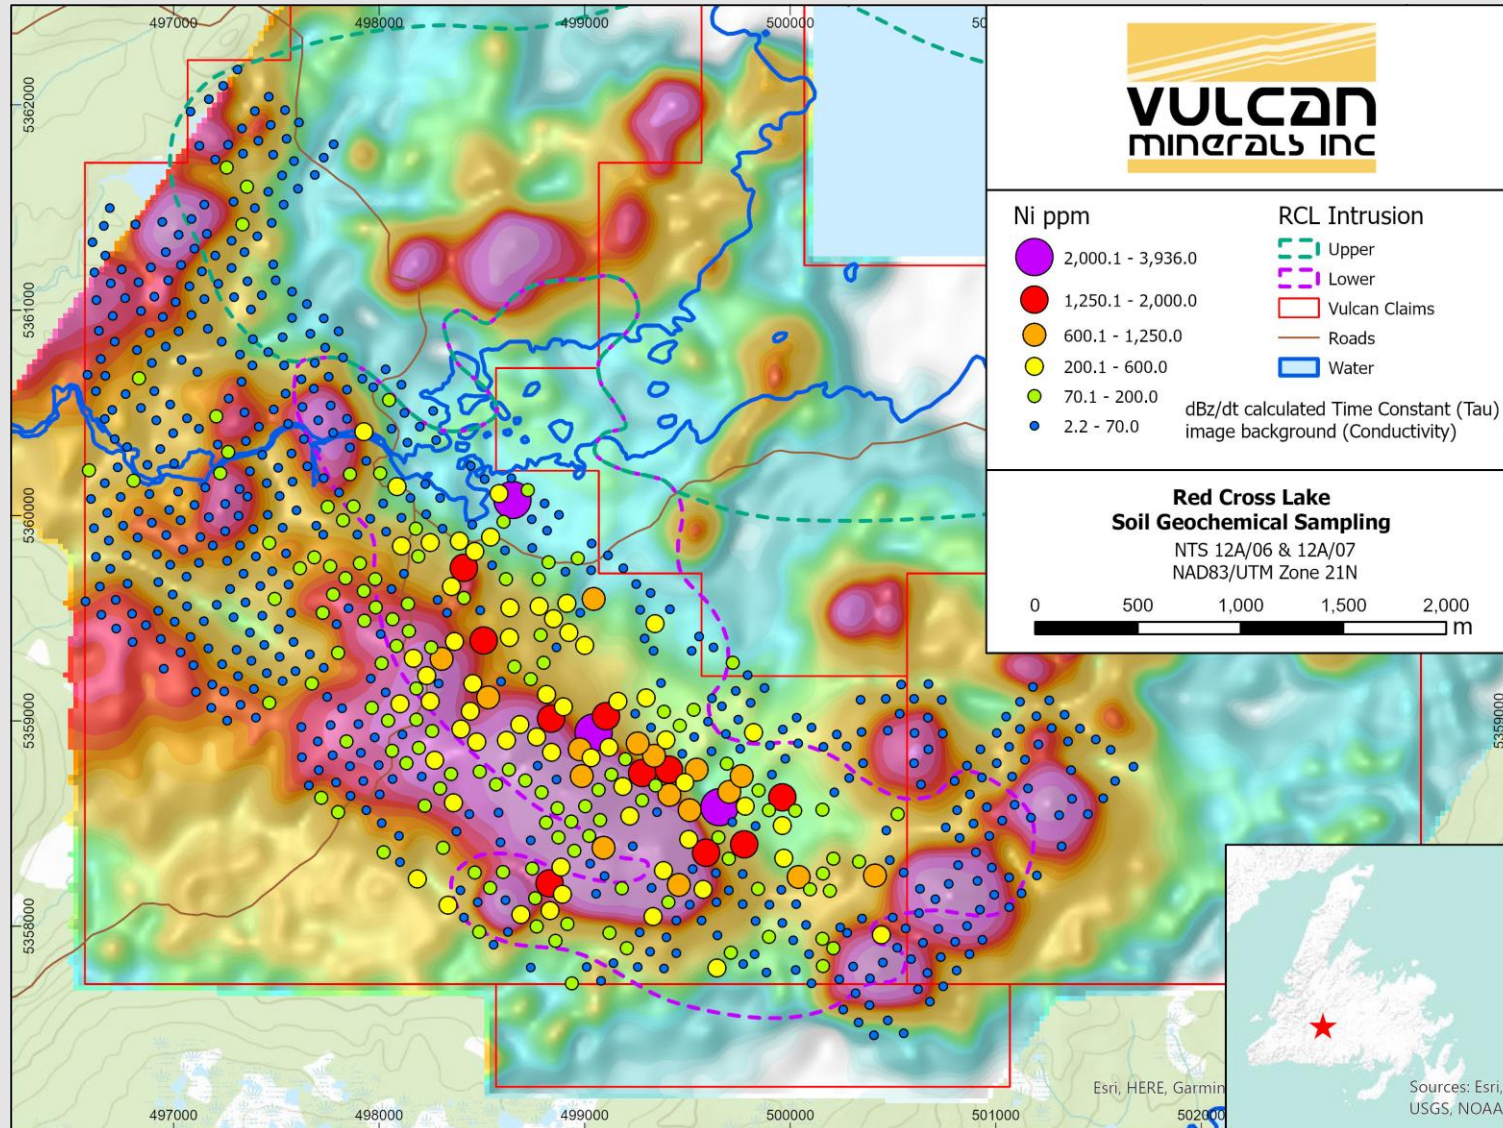 497000
498000
499000
500000
50
5362000
5361000
5360000
5359000
5358000
VULCAN
minerals inc
Ni ppm
2,000.1 - 3,936.0
1,250.1 - 2,000.0
600.1 - 1,250.0
200.1 - 600.0
70.1 - 200.0
2.2 - 70.0
RCL Intrusion
Upper
Lower
Vulcan Claims
Roads
Water
dBz/dt calculated Time Constant (Tau)
image background (Conductivity)
Red Cross Lake
Soil Geochemical Sampling
NTS 12A/06 & 12A/07
NAD83/UTM Zone 21N
0 500 1,000 1,500 2,000
m
5359000
Esri, HERE, Garmin
Sources: Esri,
USGS, NOAA
497000
498000
499000
500000
501000
502000